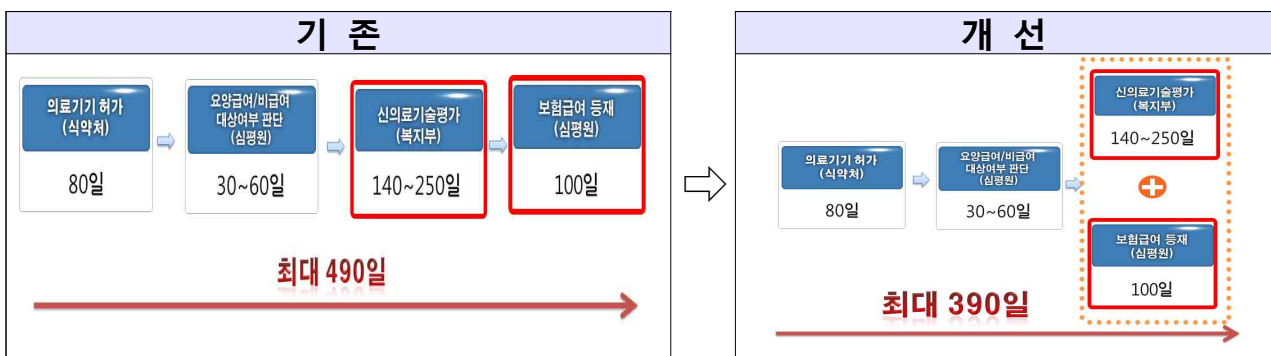 기 존
의료기기 허가
(식약처)
80일
요양급여/비급여
대상여부 판단
(심평원)
30~60일
신의료기술평가
(복지부)
140~250일
보험급여 등재
(심평원)
100일
최대 490일
개 선
의료기기 허가
(식약처)
80일
요양급여/비급여
대상여부 판단
(심평원)
30~60일
신의료기술평가
(복지부)
140~250일
보험급여 등재
(심평원)
100일
최대 390일